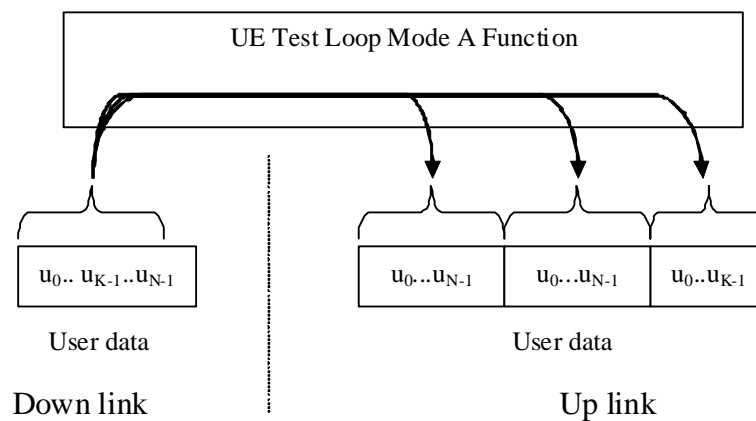 UE Test Loop Mode A Function
u0.. uK-1..uN-1
u0...uN-1
u0...uN-1
u0..uK-1
User data
User data
Down link
Up link